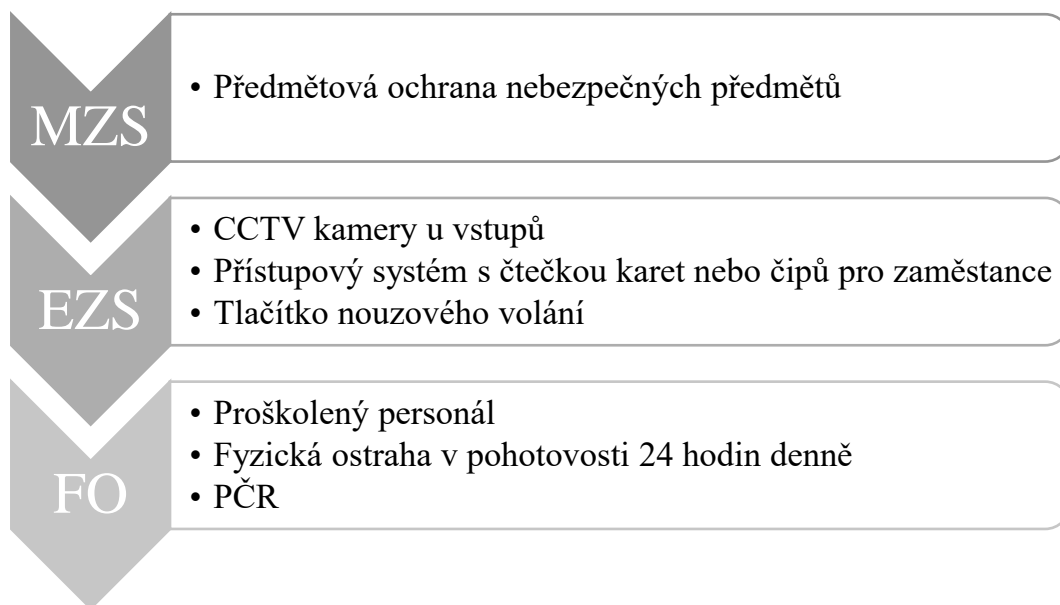 MZS
• Předmětová ochrana nebezpečných předmětů
EZS
• CCTV kamery u vstupů
• Přístupový systém s čtečkou karet nebo čipů pro zaměstance
• Tlačítko nouzového volání
FO
• Proškolený personál
• Fyzická ostraha v pohotovosti 24 hodin denně
• PČR